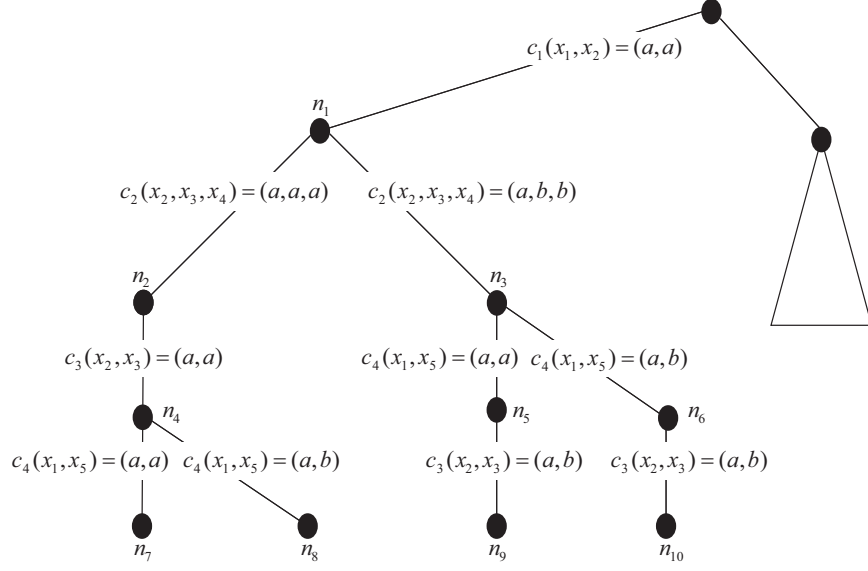 c₁(x₁,x₂)=(a,a)
n₁
c₂(x₂,x₃,x₄)=(a,a,a) c₂(x₂,x₃,x₄)=(a,b,b)
n₂ n₃
c₃(x₂,x₃)=(a,a) c₄(x₁,x₅)=(a,a) c₄(x₁,x₅)=(a,b)
n₄ n₅ n₆
c₄(x₁,x₅)=(a,a) c₄(x₁,x₅)=(a,b) c₃(x₂,x₃)=(a,b) c₃(x₂,x₃)=(a,b)
n₇ n₈ n₉ n₁₀